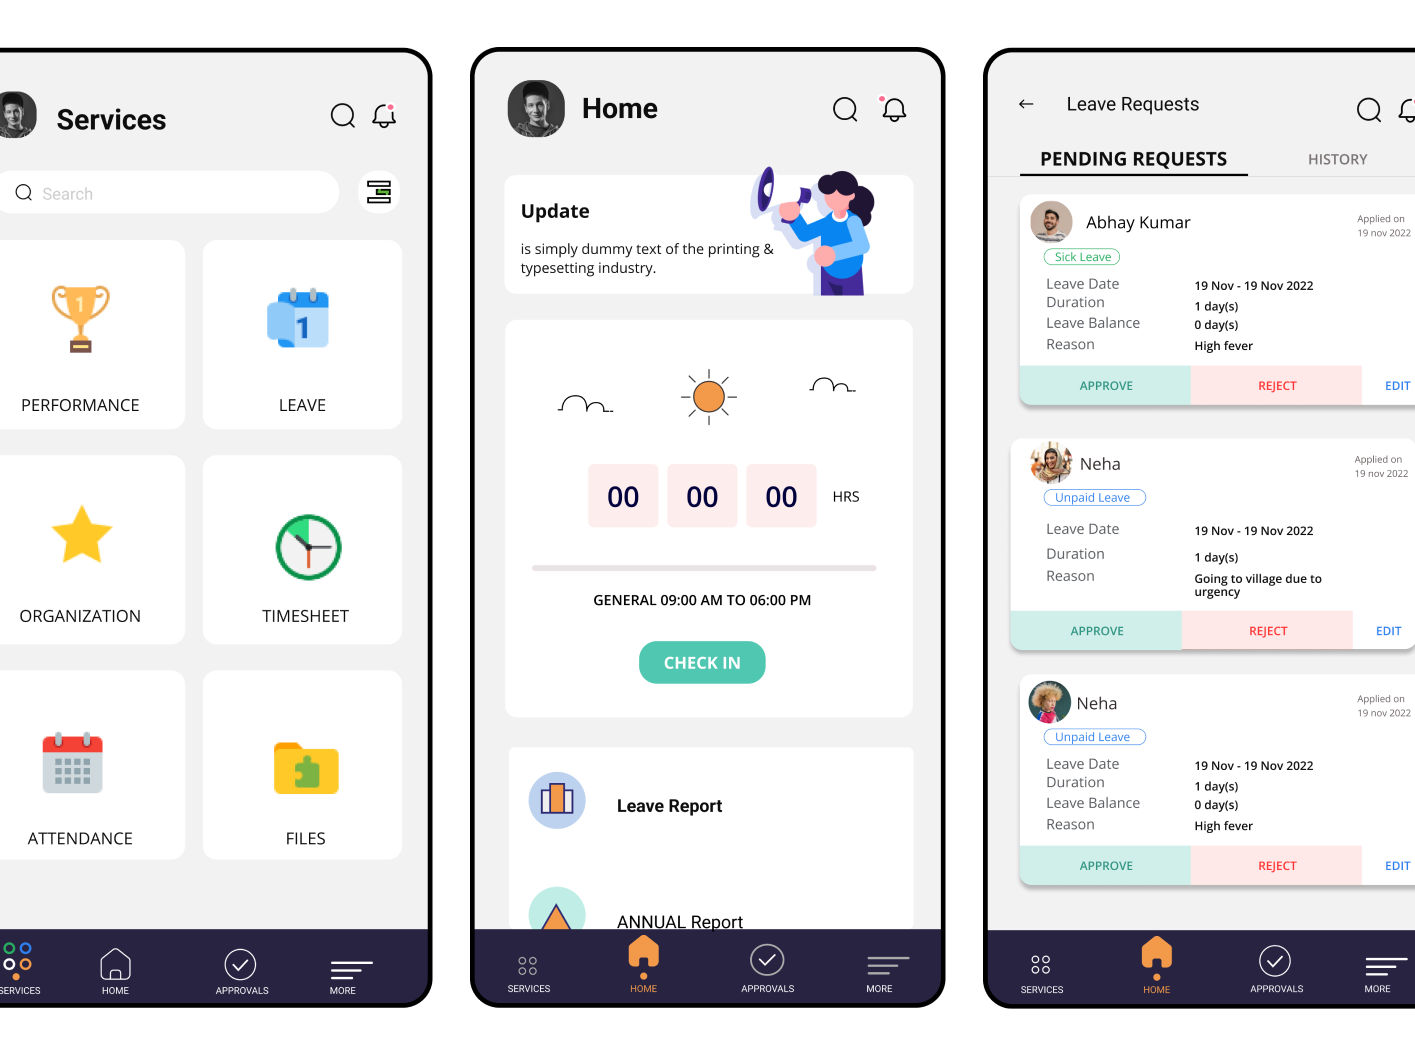 Services
Search
1
PERFORMANCE
1
LEAVE
ORGANIZATION
TIMESHEET
ATTENDANCE
FILES
SERVICES
HOME
APPROVALS
MORE
Home
Update
is simply dummy text of the printing &
typesetting industry.
00 00 00 HRS
GENERAL 09:00 AM TO 06:00 PM
CHECK IN
Leave Report
ANNUAL Report
SERVICES
HOME
APPROVALS
MORE
Leave Requests
PENDING REQUESTS
HISTORY
Abhay Kumar
Applied on
19 nov 2022
Sick Leave
Leave Date 19 Nov - 19 Nov 2022
Duration 1 day(s)
Leave Balance 0 day(s)
Reason High fever
APPROVE REJECT EDIT
Neha
Applied on
19 nov 2022
Unpaid Leave
Leave Date 19 Nov - 19 Nov 2022
Duration 1 day(s)
Reason Going to village due to
urgency
APPROVE REJECT EDIT
Neha
Applied on
19 nov 2022
Unpaid Leave
Leave Date 19 Nov - 19 Nov 2022
Duration 1 day(s)
Leave Balance 0 day(s)
Reason High fever
APPROVE REJECT EDIT
SERVICES
HOME
APPROVALS
MORE